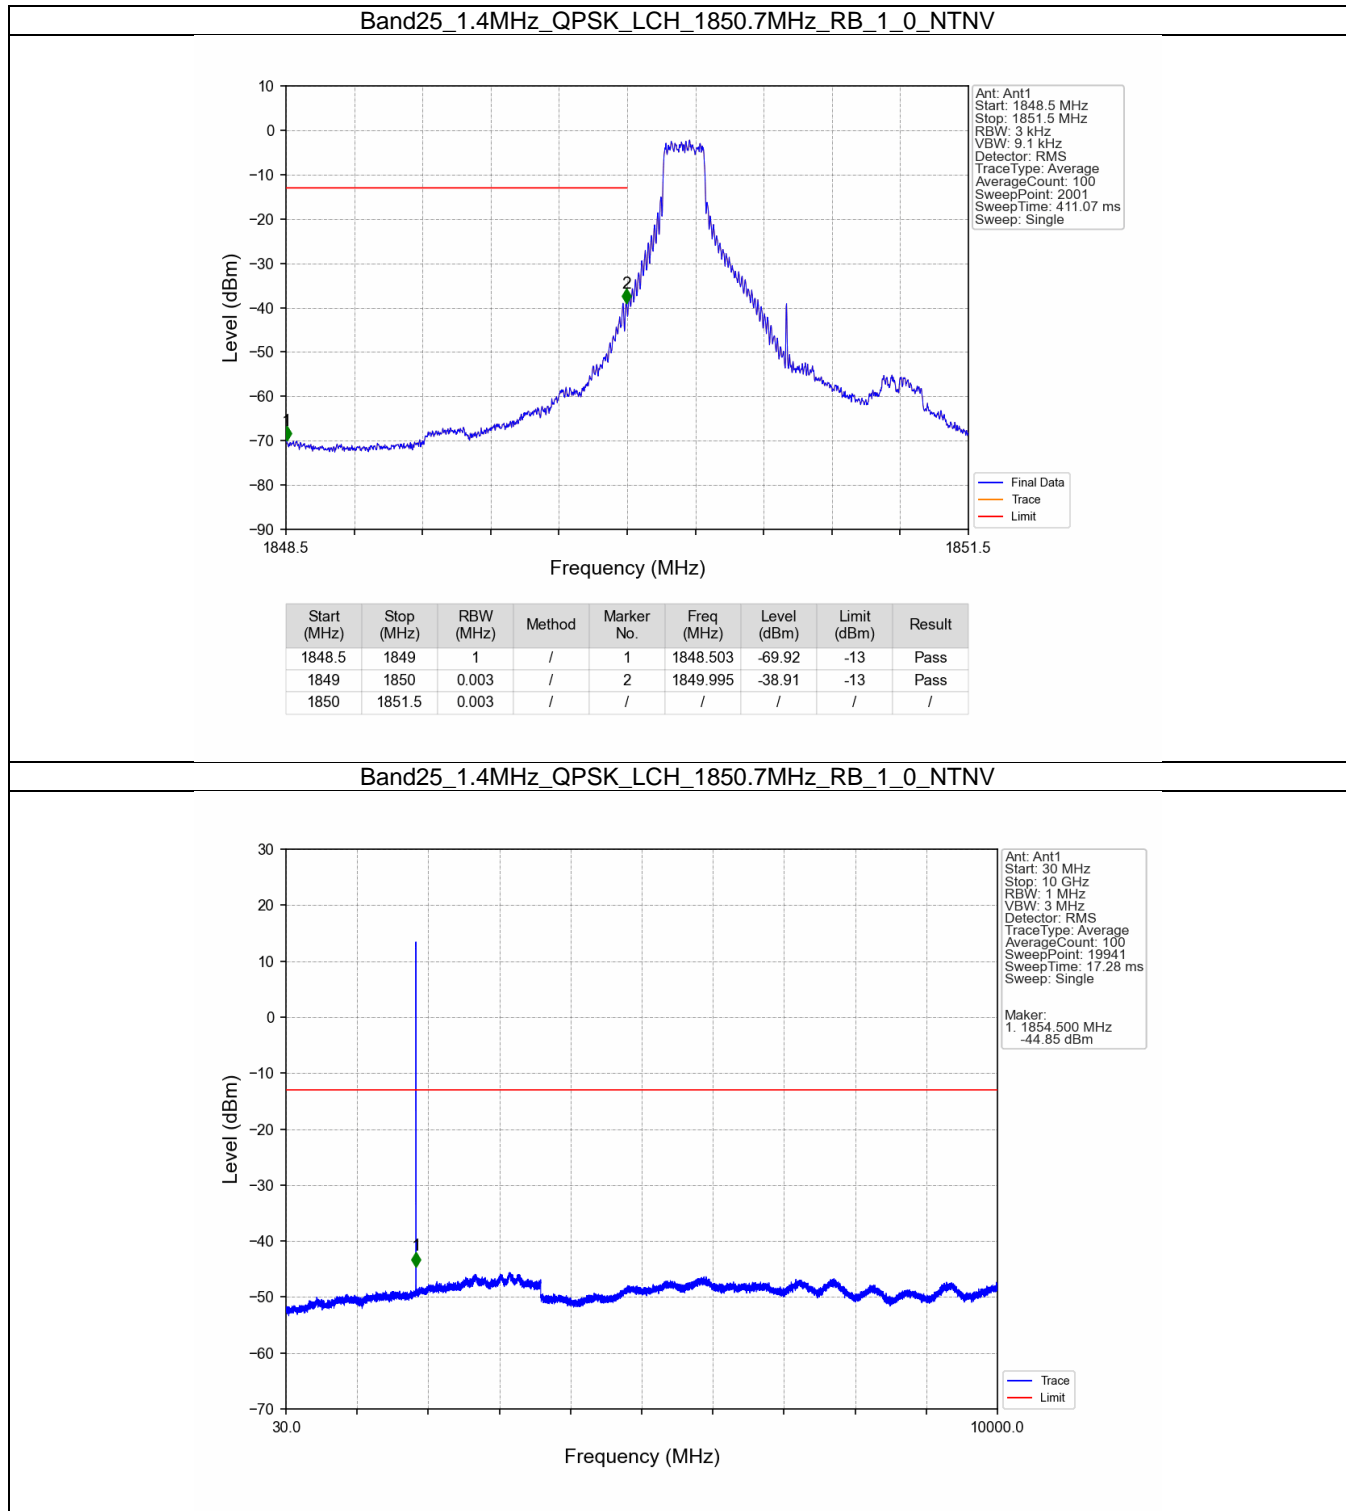 Band25_1.4MHz_QPSK_LCH_1850.7MHz_RB_1_0_NTNV
10
0
−10
−20
−30
−40
−50
−60
−70
−80
−90
Level (dBm)
1
2
1848.5
1851.5
Frequency (MHz)
Ant: Ant1
Start: 1848.5 MHz
Stop: 1851.5 MHz
RBW: 3 kHz
VBW: 9.1 kHz
Detector: RMS
TraceType: Average
AverageCount: 100
SweepPoint: 2001
SweepTime: 411.07 ms
Sweep: Single
Final Data
Trace
Limit
Start (MHz) Stop (MHz) RBW (MHz) Method Marker No. Freq (MHz) Level (dBm) Limit (dBm) Result
1848.5 1849 1 / 1 1848.503 -69.92 -13 Pass
1849 1850 0.003 / 2 1849.995 -38.91 -13 Pass
1850 1851.5 0.003 / / / / / /
Band25_1.4MHz_QPSK_LCH_1850.7MHz_RB_1_0_NTNV
30
20
10
0
−10
−20
−30
−40
−50
−60
−70
Level (dBm)
1
30.0
10000.0
Frequency (MHz)
Ant: Ant1
Start: 30 MHz
Stop: 10 GHz
RBW: 1 MHz
VBW: 3 MHz
Detector: RMS
TraceType: Average
AverageCount: 100
SweepPoint: 19941
SweepTime: 17.28 ms
Sweep: Single
Maker:
1. 1854.500 MHz
-44.85 dBm
Trace
Limit